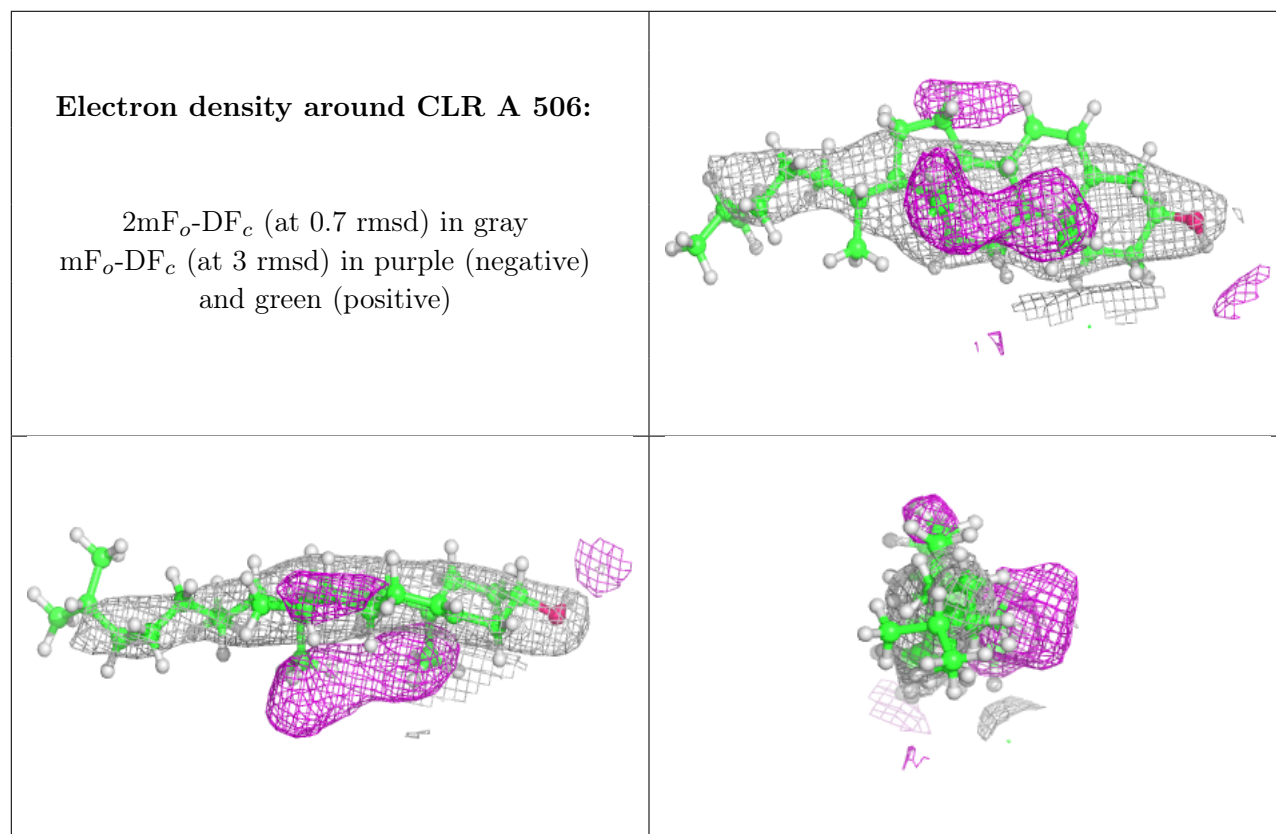 Electron density around CLR A 506:
2mFo-DFc (at 0.7 rmsd) in gray
mFo-DFc (at 3 rmsd) in purple (negative)
and green (positive)